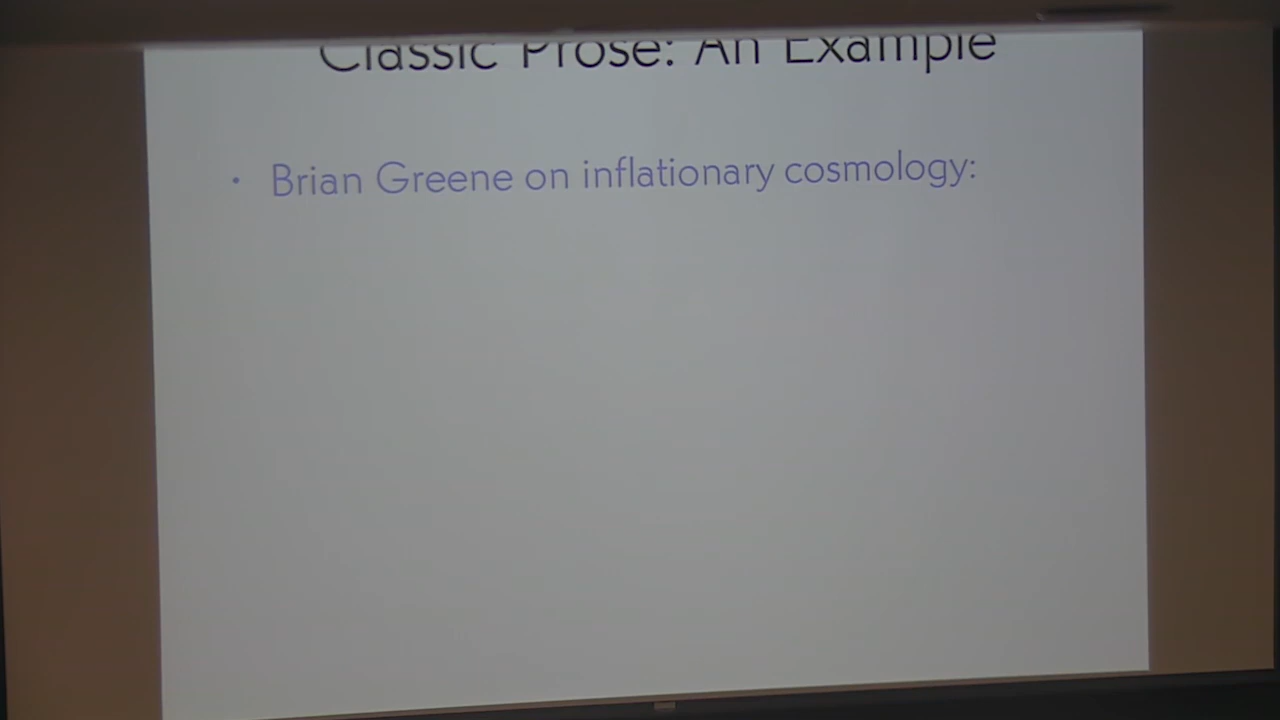 Classic Prose: An Example
• Brian Greene on inflationary cosmology: